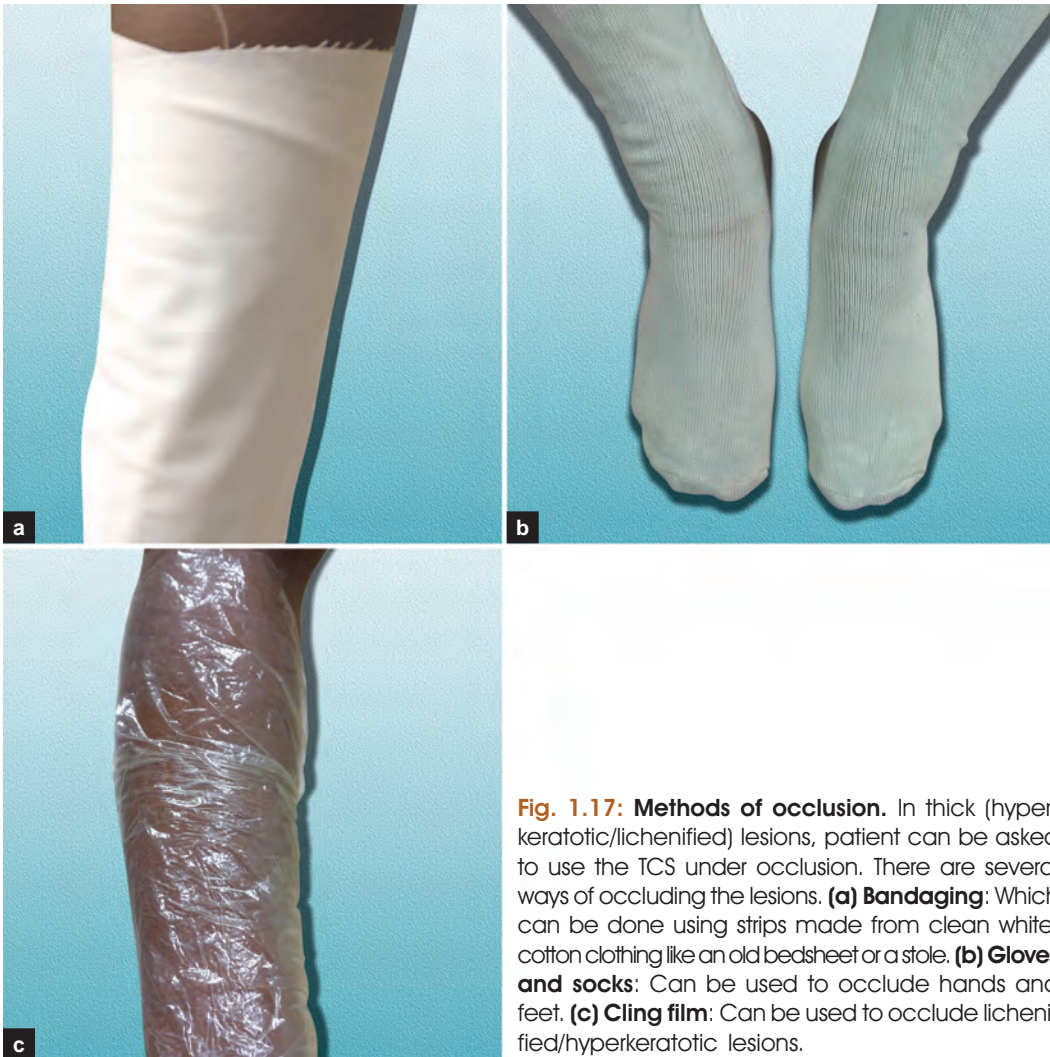 a
b
c
Fig. 1.17: Methods of occlusion. In thick (hyper
keratotic/lichenified) lesions, patient can be asked
to use the TCS under occlusion. There are severa
ways of occluding the lesions. (a) Bandaging: Which
can be done using strips made from clean white
cotton clothing like an old bedsheet or a stole. (b) Glove
and socks: Can be used to occlude hands and
feet. (c) Cling film: Can be used to occlude licheni
fied/hyperkeratotic lesions.